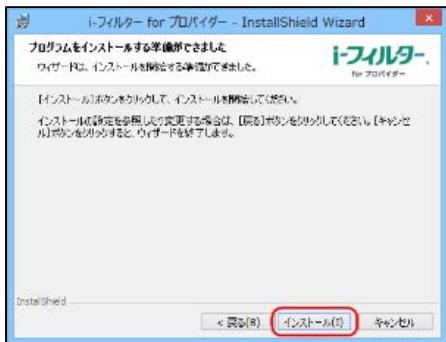 i-フィルター for プロバイダー - InstallShield Wizard
プログラムをインストールする準備ができました
ウィザードは、インストールを開始する準備ができました。
i-フィルター.
for プロバイダー
[インストール]ボタンをクリックして、インストールを開始してください。
インストールの設定を参照したり変更する場合は、[戻る]ボタンをクリックしてください。[キャンセ
ル]ボタンをクリックすると、ウィザードを終了します。
InstallShield
< 戻る(B)
インストール(I)
キャンセル